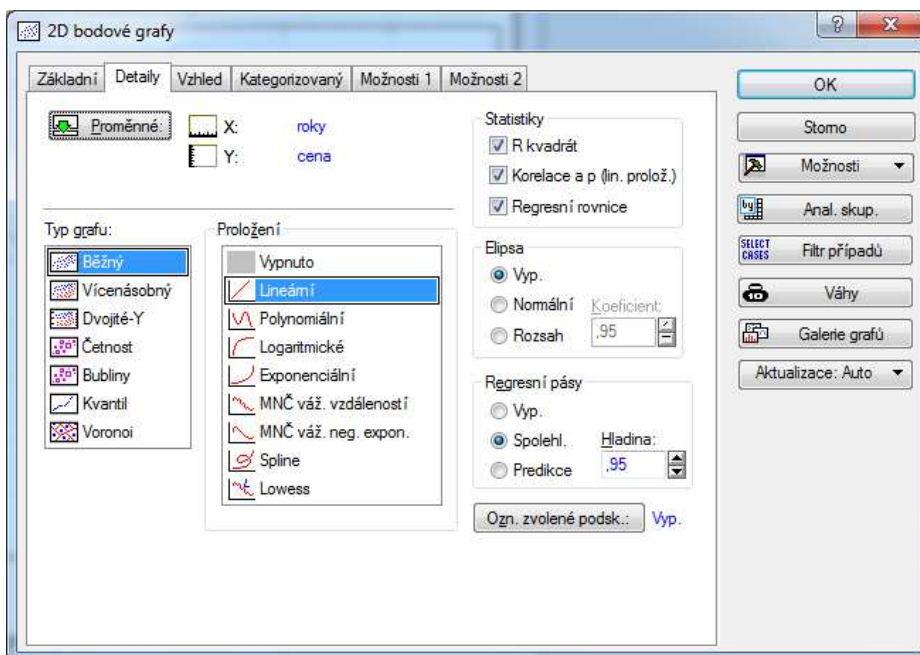 2D bodové grafy
Základní Detaily Vzhled Kategorizovaný Možnosti 1 Možnosti 2
Proměnné:
X: roky
Y: cena
Typ grafu:
Běžný
Vícenásobný
Dvojité-Y
Četnost
Bubliny
Kvantil
Voronoi
Proložení
Vypnuto
Lineární
Polynomiální
Logaritmické
Exponenciální
MNČ váž. vzdáleností
MNČ váž. neg. expon.
Spline
Lowess
Statistiky
R kvadrát
Korelace a p (lin. prolož.)
Regresní rovnice
Elipsa
Vyp.
Normální Koeficient:
Rozsah ,95
Regresní pásy
Vyp.
Spolehl. Hladina:
Predikce ,95
Ozn. zvolené podsk.: Vyp.
OK
Storno
Možnosti
by Anal. skup.
SELECT
CASES
Filtr případů
Váhy
Galerie grafů
Aktualizace: Auto